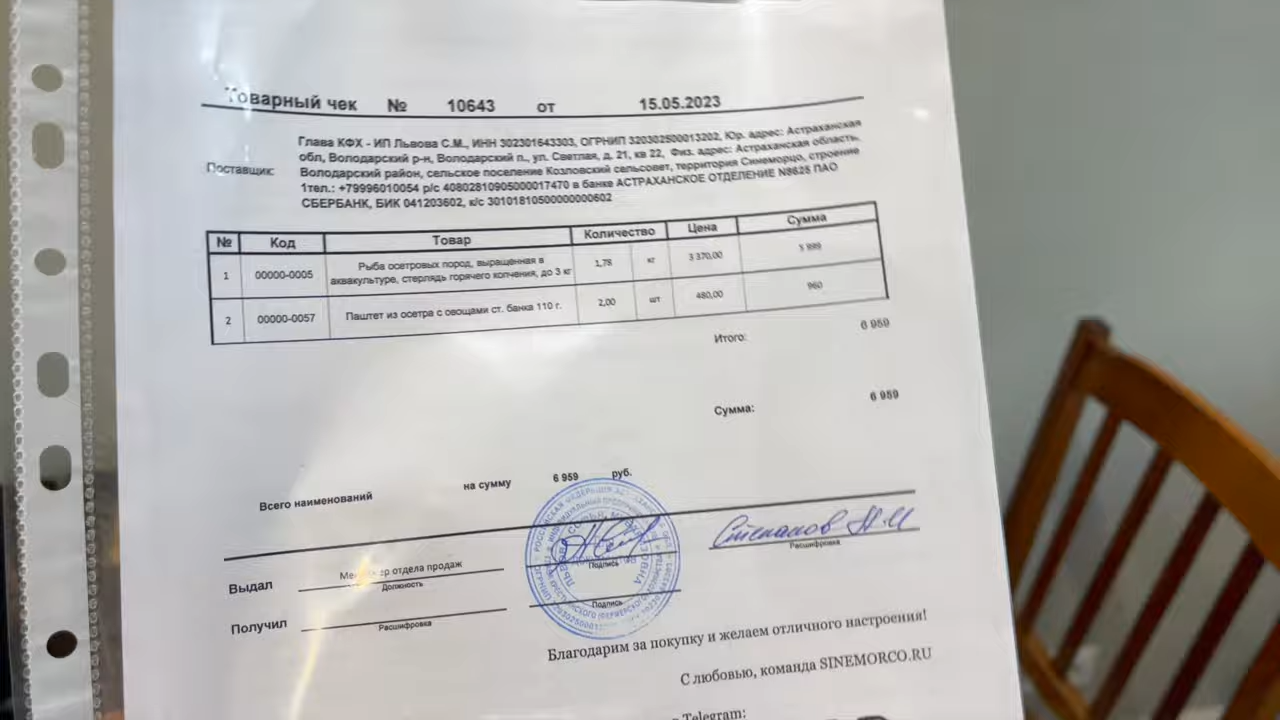 Товарный чек № 10643 от 15.05.2023
Поставщик:
Глава КФХ - ИП Львова С.М., ИНН 302301643303, ОГРНИП 320302500013202, Юр. адрес: Астраханская
обл, Володарский р-н, Володарский п., ул. Светлая, д. 21, кв 22, Физ. адрес: Астраханская область,
Володарский район, сельское поселение Козловский сельсовет, территория Синеморцо, строение
1тел.: +79996010054 р/с 40802810905000017470 в банке АСТРАХАНСКОЕ ОТДЕЛЕНИЕ N8625 ПАО
СБЕРБАНК, БИК 041203602, к/с 30101810500000000602
№ Код Товар Количество Цена Сумма
1 00000-0005 Рыба осетровых пород, выращенная в
аквакультуре, стерлядь горячего копчения, до 3 кг 1,78 кг 3 370,00 5 999
2 00000-0057 Паштет из осетра с овощами ст. банка 110 г. 2,00 шт 480,00 960
Итого: 6 959
Сумма: 6 959
Всего наименований на сумму 6 959 руб.
Выдал отдела продаж Степанов Н.И
Должность Подпись Расшифровка
Получил
Расшифровка Подпись
Благодарим за покупку и желаем отличного настроения!
С любовью, команда SINEMORCO.RU
Telegram: